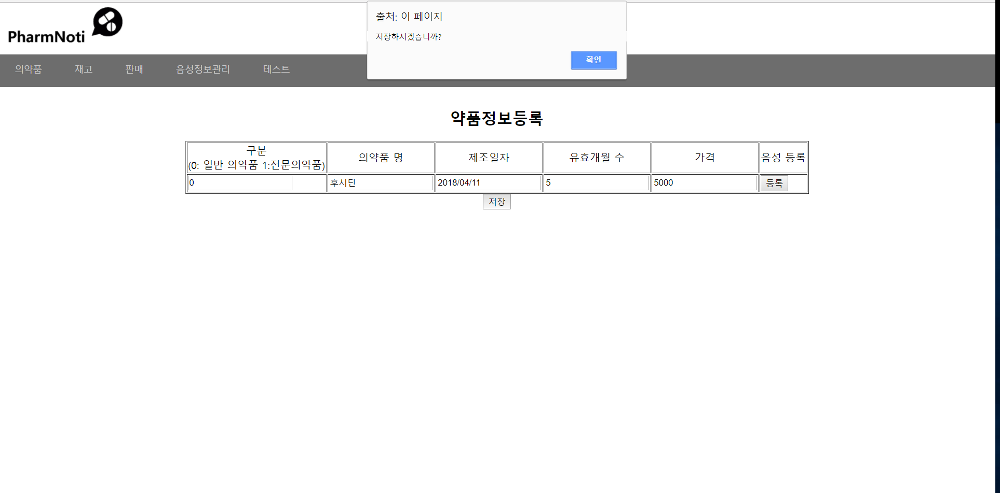 출처: 이 페이지
저장하시겠습니까?
확인
PharmNoti
의약품 재고 판매 음성정보관리 테스트
약품정보등록
구분
(0: 일반 의약품 1:전문의약품) 의약품 명 제조일자 유효개월 수 가격 음성 등록
0 후시딘 2018/04/11 5 5000 등록
저장